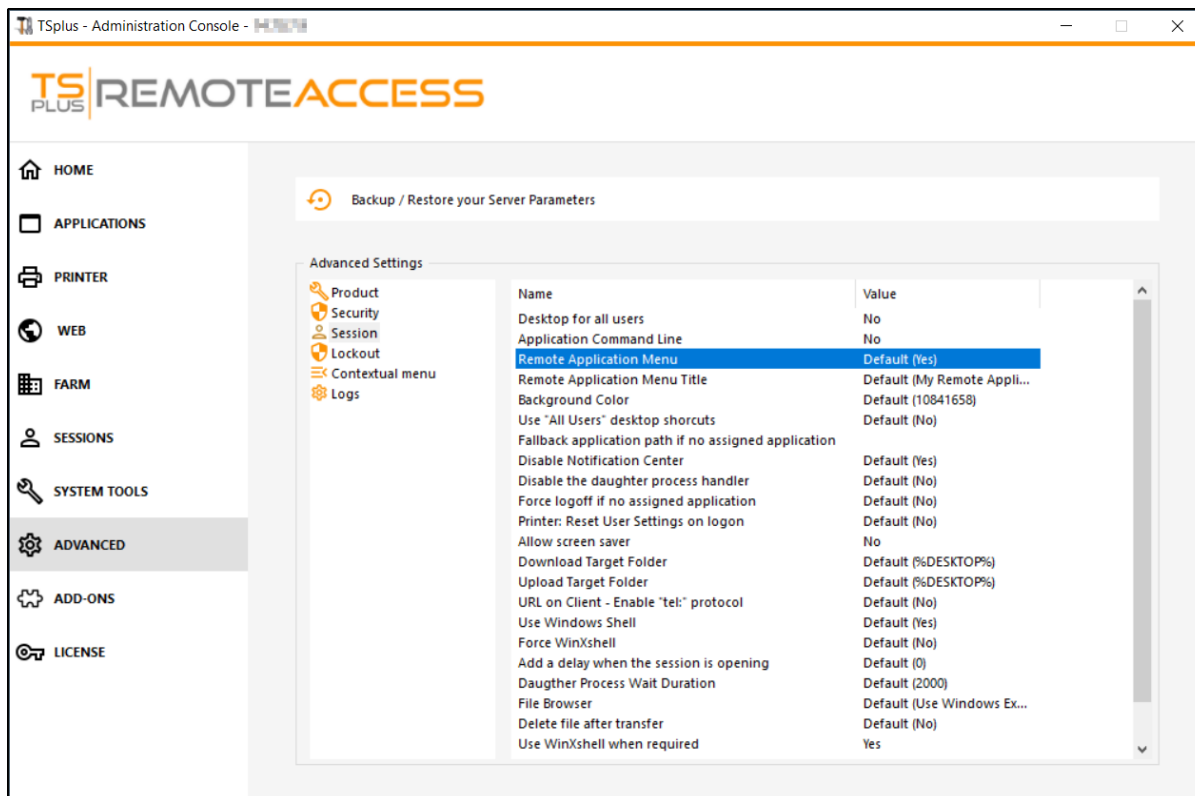 TSplus - Administration Console -
TS PLUS REMOTEACCESS
HOME
APPLICATIONS
PRINTER
WEB
FARM
SESSIONS
SYSTEM TOOLS
ADVANCED
ADD-ONS
LICENSE
Backup / Restore your Server Parameters
Advanced Settings
Product
Security
Session
Lockout
Contextual menu
Logs
Name Value
Desktop for all users No
Application Command Line No
Remote Application Menu Default (Yes)
Remote Application Menu Title Default (My Remote Appli...
Background Color Default (10841658)
Use "All Users" desktop shorcuts Default (No)
Fallback application path if no assigned application
Disable Notification Center Default (Yes)
Disable the daughter process handler Default (No)
Force logoff if no assigned application Default (No)
Printer: Reset User Settings on logon Default (No)
Allow screen saver No
Download Target Folder Default (%DESKTOP%)
Upload Target Folder Default (%DESKTOP%)
URL on Client - Enable "tel:" protocol Default (No)
Use Windows Shell Default (Yes)
Force WinXshell Default (No)
Add a delay when the session is opening Default (0)
Daugther Process Wait Duration Default (2000)
File Browser Default (Use Windows Ex...
Delete file after transfer Default (No)
Use WinXshell when required Yes